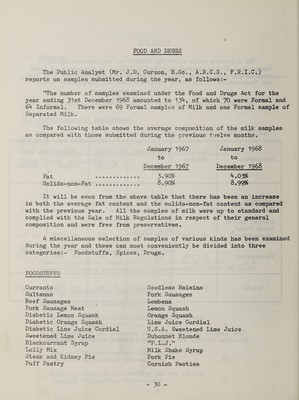 FOOD AND DRUGS
The Public Analyst (Mr. J.D. Curzon, B.Sc., A.R.C.S., F.R.I.C.)
reports on samples submitted during the year, as follows:-
"The number of samples examined under the Food and Drugs Act for the
year ending 31st December 1968 amounted to 134, of which 70 were Formal and
64 Informal. There were 69 Formal samples of Milk and one Formal sample of
Separated Milk.
The following table shows the average composition of the milk samples
as compared with those submitted during the previous twelve months.
January 1967 January 1968
to to
December 1967 December 1968
Fat ............. 3.90% 4.03%
Solids-non-Fat ............. 8.90% 8.99%
It will be seen from the above table that there has been an increase
in both the average fat content and the solids-non-fat content as compared
with the previous year. All the samples of milk were up to standard and
complied with the Sale of Milk Regulations in respect of their general
composition and were free from preservatives.
A miscellaneous selection of samples of various kinds has been examined
during the year and these can most conveniently be divided into three
categories:- Foodstuffs, Spices, Drugs.
FOODSTUFFS
Currants Seedless Raisins
Sultanas Pork Sausages
Beef Sausages Lembena
Pork Sausage Meat Lemon Squash
Diabetic Lemon Squash Orange Squash
Diabetic Orange Squash Lime Juice Cordial
Diabetic Lime Juice Cordial U.S.A. Sweetened Lime Juice
Sweetened Lime Juice Dubonnet Blonde
Blackcurrant Syrup "P.L.J."
Lolly Mix Milk Shake Syrup
Steak and Kidney Pie Pork Pie
Puff Pastry Cornish Pasties
- 30 -